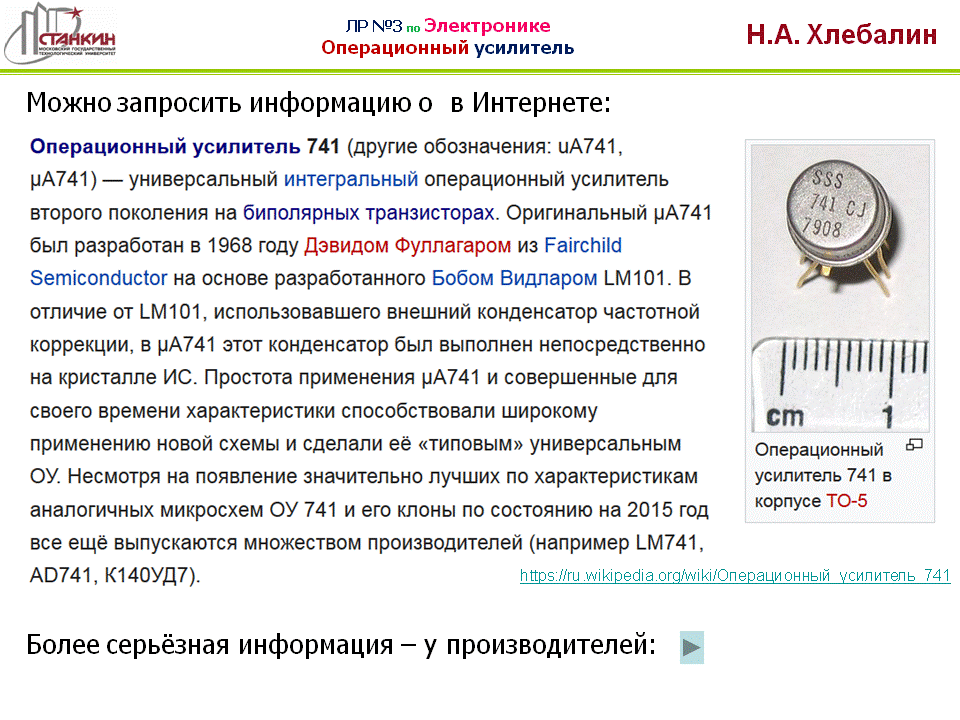 СТАНКИН
МОСКОВСКИЙ ГОСУДАРСТВЕННЫЙ
ТЕХНОЛОГИЧЕСКИЙ УНИВЕРСИТЕТ
ЛР №3 по Электронике
Операционный усилитель
Н.А. Хлебалин
Можно запросить информацию о в Интернете:
Операционный усилитель 741 (другие обозначения: uA741,
μA741) — универсальный интегральный операционный усилитель
второго поколения на биполярных транзисторах. Оригинальный μA741
был разработан в 1968 году Дэвидом Фуллагаром из Fairchild
Semiconductor на основе разработанного Бобом Видларом LM101. В
отличие от LM101, использовавшего внешний конденсатор частотной
коррекции, в μA741 этот конденсатор был выполнен непосредственно
на кристалле ИС. Простота применения μA741 и совершенные для
своего времени характеристики способствовали широкому
применению новой схемы и сделали её «типовым» универсальным
ОУ. Несмотря на появление значительно лучших по характеристикам
аналогичных микросхем ОУ 741 и его клоны по состоянию на 2015 год
все ещё выпускаются множеством производителей (например LM741,
AD741, К140УД7).
SSS
741 CJ
7908
cm 1
Операционный
усилитель 741 в
корпусе TO-5
https://ru.wikipedia.org/wiki/Операционный_усилитель_741
Более серьёзная информация – у производителей: